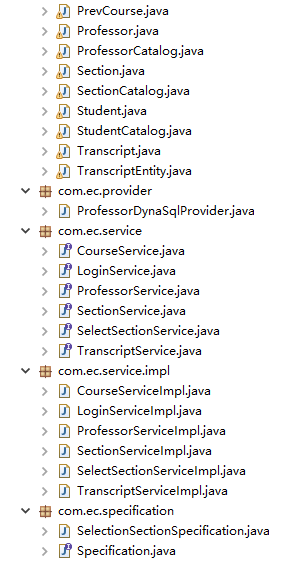 PrevCourse.java
Professor.java
ProfessorCatalog.java
Section.java
SectionCatalog.java
Student.java
StudentCatalog.java
Transcript.java
TranscriptEntity.java
com.ec.provider
ProfessorDynaSqlProvider.java
com.ec.service
CourseService.java
LoginService.java
ProfessorService.java
SectionService.java
SelectSectionService.java
TranscriptService.java
com.ec.service.impl
CourseServiceImpl.java
LoginServiceImpl.java
ProfessorServiceImpl.java
SectionServiceImpl.java
SelectSectionServiceImpl.java
TranscriptServiceImpl.java
com.ec.specification
SelectionSectionSpecification.java
Specification.java